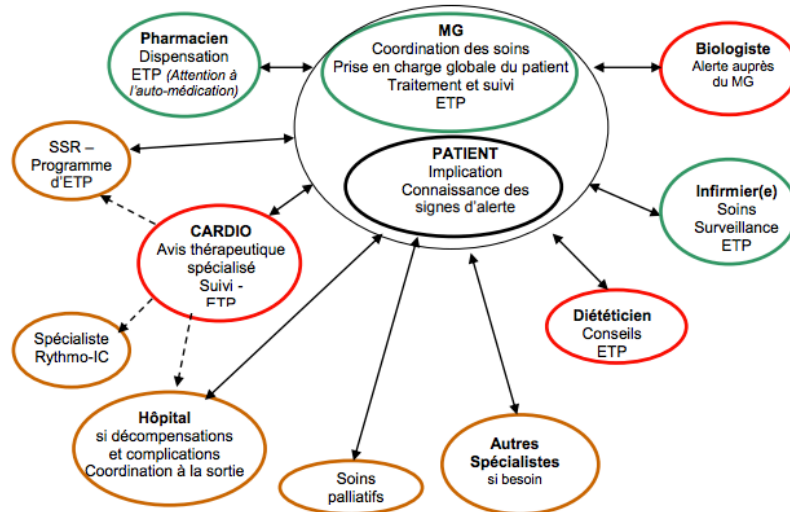 Pharmacien
Dispensation
ETP (Attention à
l'auto-médication)
MG
Coordination des soins
Prise en charge globale du patient
Traitement et suivi
ETP
Biologiste
Alerte auprès
du MG
SSR –
Programme
d'ETP
PATIENT
Implication
Connaissance des
signes d'alerte
Infirmier(e)
Soins
Surveillance
ETP
CARDIO
Avis thérapeutique
spécialisé
Suivi -
ETP
Diététicien
Conseils
ETP
Spécialiste
Rythmo-IC
Hôpital
si décompensations
et complications
Coordination à la sortie
Soins
palliatifs
Autres
Spécialistes
si besoin